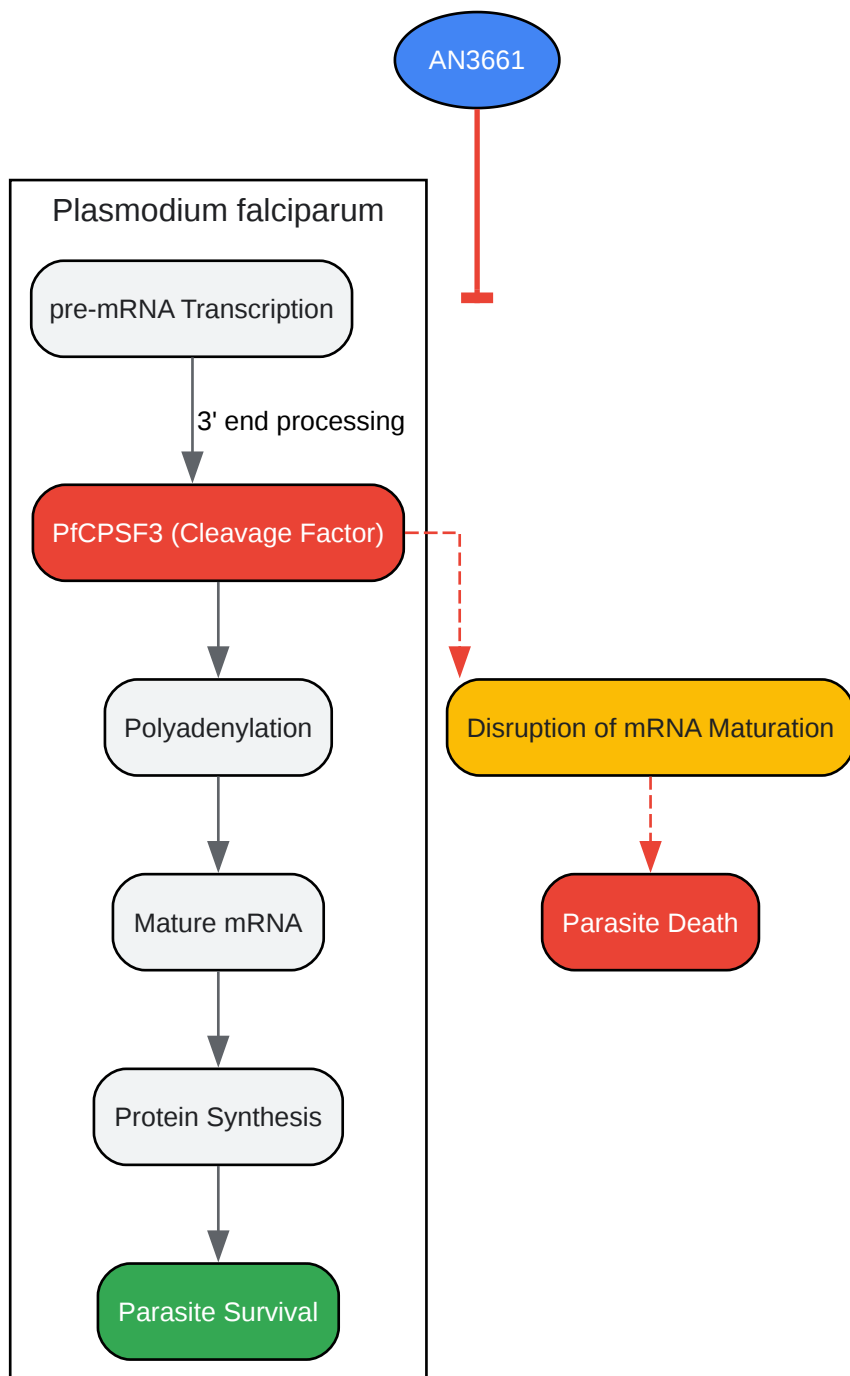 AN3661
Plasmodium falciparum
pre-mRNA Transcription
3' end processing
PfCPSF3 (Cleavage Factor)
Polyadenylation
Disruption of mRNA Maturation
Mature mRNA
Parasite Death
Protein Synthesis
Parasite Survival